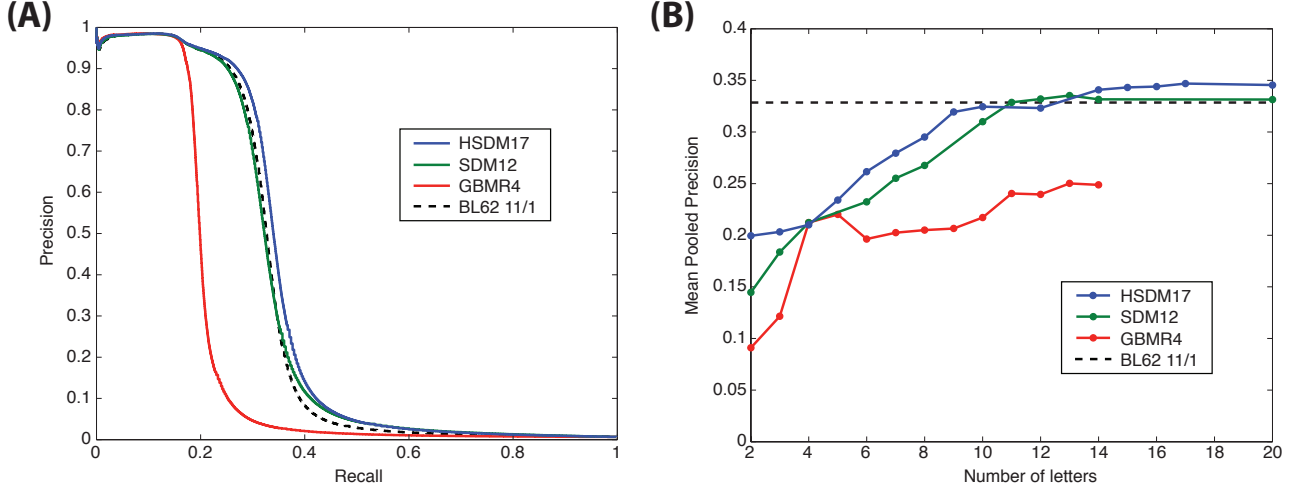 (A)
1
0.9
0.8
0.7
0.6
0.5
0.4
0.3
0.2
0.1
0
Precision
0 0.2 0.4 0.6 0.8 1
Recall
HSDM17
SDM12
GBMR4
BL62 11/1
(B)
0.4
0.35
0.3
0.25
0.2
0.15
0.1
0.05
0
Mean Pooled Precision
2 4 6 8 10 12 14 16 18 20
Number of letters
HSDM17
SDM12
GBMR4
BL62 11/1